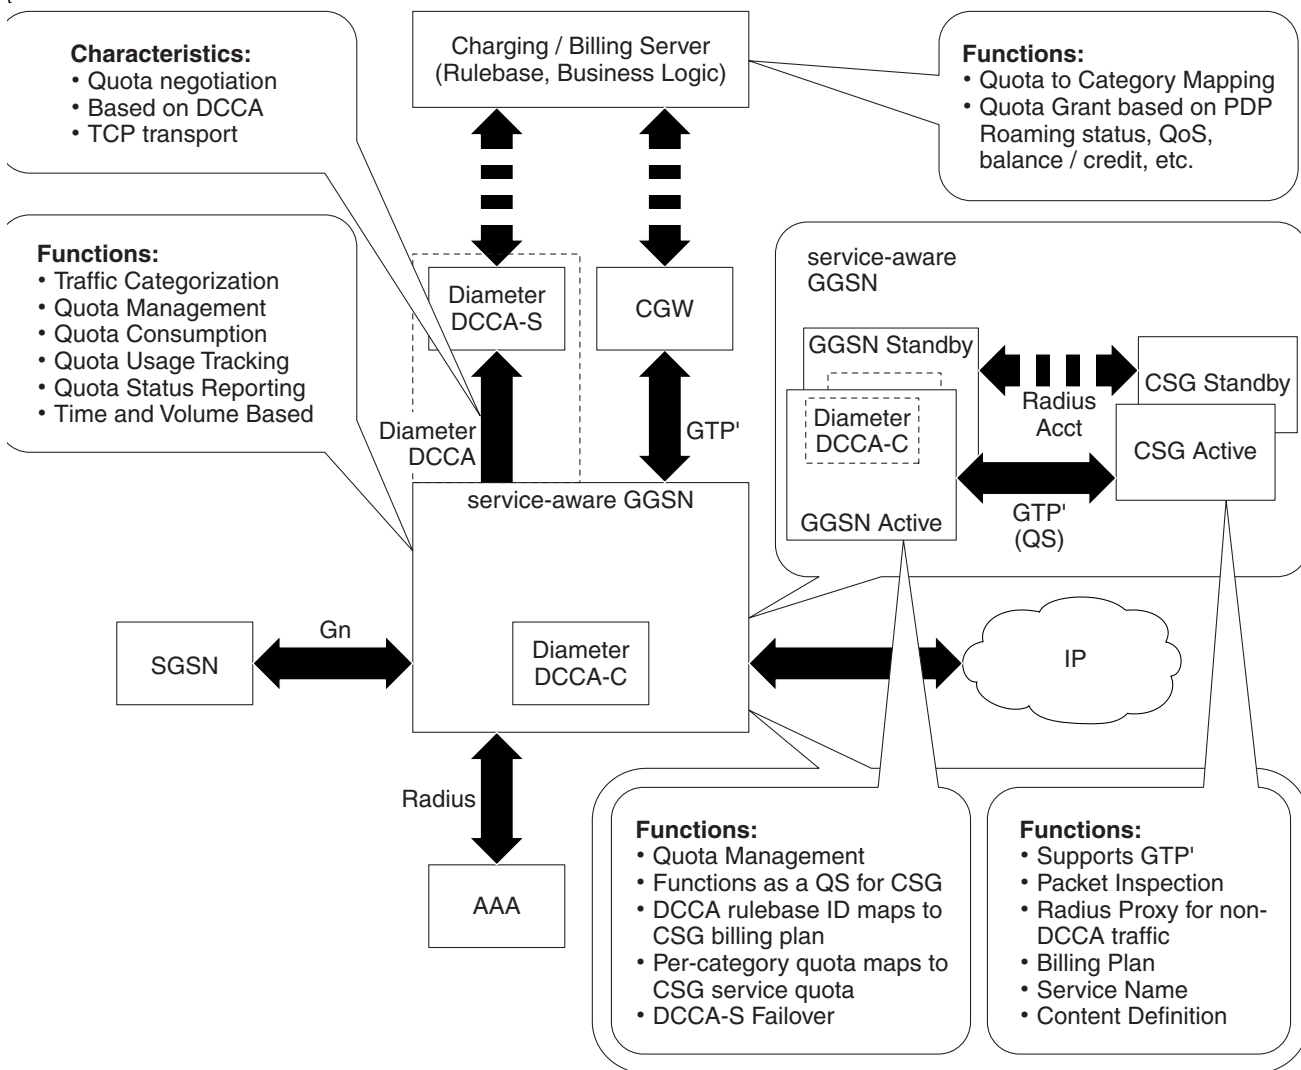 Characteristics:
• Quota negotiation
• Based on DCCA
• TCP transport
Charging / Billing Server
(Rulebase, Business Logic)
Functions:
• Quota to Category Mapping
• Quota Grant based on PDP
Roaming status, QoS,
balance / credit, etc.
Functions:
• Traffic Categorization
• Quota Management
• Quota Consumption
• Quota Usage Tracking
• Quota Status Reporting
• Time and Volume Based
Diameter
DCCA-S
CGW
Diameter
DCCA
GTP'
service-aware
GGSN
GGSN Standby
Diameter
DCCA-C
GGSN Active
Radius
Acct
GTP'
(QS)
CSG Standby
CSG Active
service-aware GGSN
SGSN
Gn
Diameter
DCCA-C
IP
Radius
AAA
Functions:
• Quota Management
• Functions as a QS for CSG
• DCCA rulebase ID maps to
CSG billing plan
• Per-category quota maps to
CSG service quota
• DCCA-S Failover
Functions:
• Supports GTP'
• Packet Inspection
• Radius Proxy for non-
DCCA traffic
• Billing Plan
• Service Name
• Content Definition